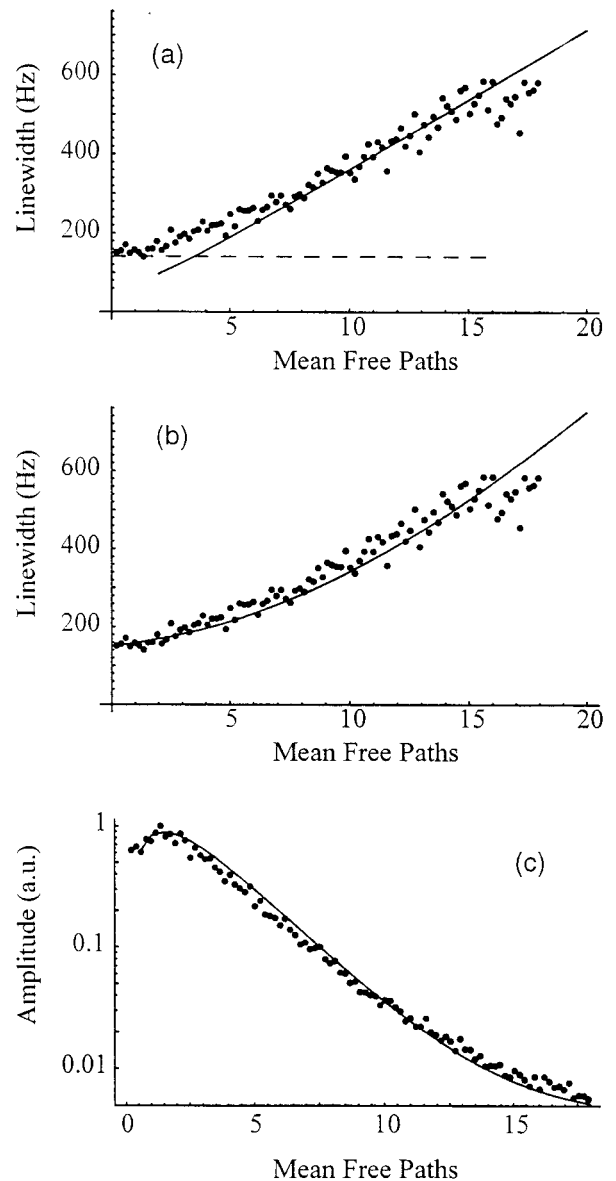 (a)
Linewidth (Hz)
600
400
200
5 10 15 20
Mean Free Paths
(b)
Linewidth (Hz)
600
400
200
5 10 15 20
Mean Free Paths
(c)
Amplitude (a.u.)
1
0.1
0.01
0 5 10 15
Mean Free Paths